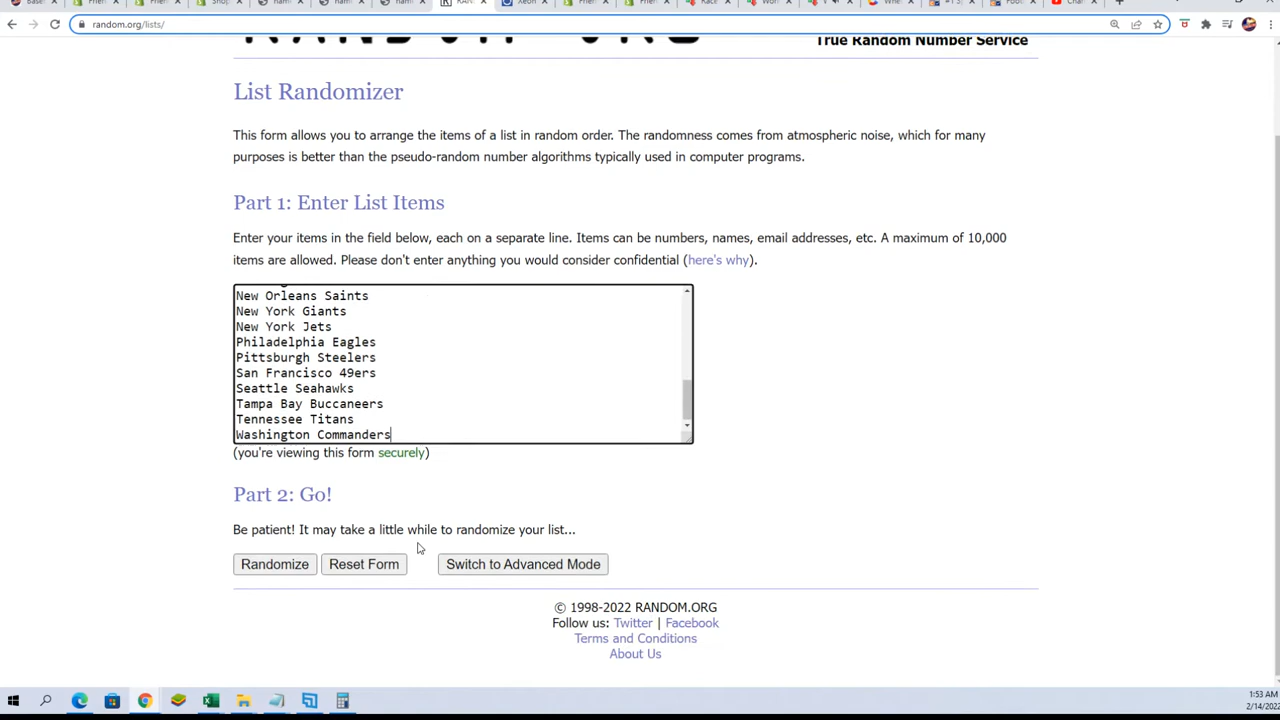 random.org/lists/
True Random Number Service
List Randomizer
This form allows you to arrange the items of a list in random order. The randomness comes from atmospheric noise, which for many
purposes is better than the pseudo-random number algorithms typically used in computer programs.
Part 1: Enter List Items
Enter your items in the field below, each on a separate line. Items can be numbers, names, email addresses, etc. A maximum of 10,000
items are allowed. Please don't enter anything you would consider confidential (here's why).
New Orleans Saints
New York Giants
New York Jets
Philadelphia Eagles
Pittsburgh Steelers
San Francisco 49ers
Seattle Seahawks
Tampa Bay Buccaneers
Tennessee Titans
Washington Commanders
(you're viewing this form securely)
Part 2: Go!
Be patient! It may take a little while to randomize your list...
Randomize Reset Form Switch to Advanced Mode
© 1998-2022 RANDOM.ORG
Follow us: Twitter | Facebook
Terms and Conditions
About Us
1:53 AM